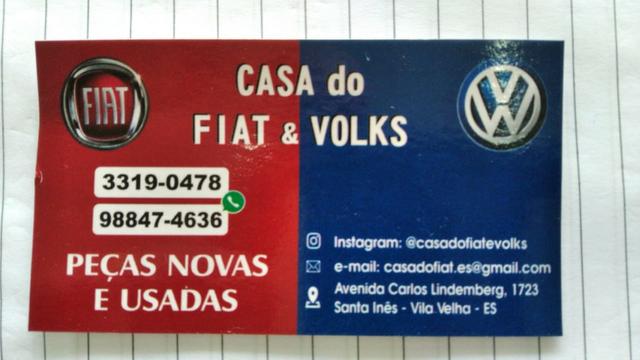 CASA do
FIAT & VOLKS
FIAT
3319-0478
98847-4636
PEÇAS NOVAS
E USADAS
Instagram: @casadofiatevolks
e-mail: casadofiat.es@gmail.com
Avenida Carlos Lindemberg, 1723
Santa Inês - Vila Velha - ES